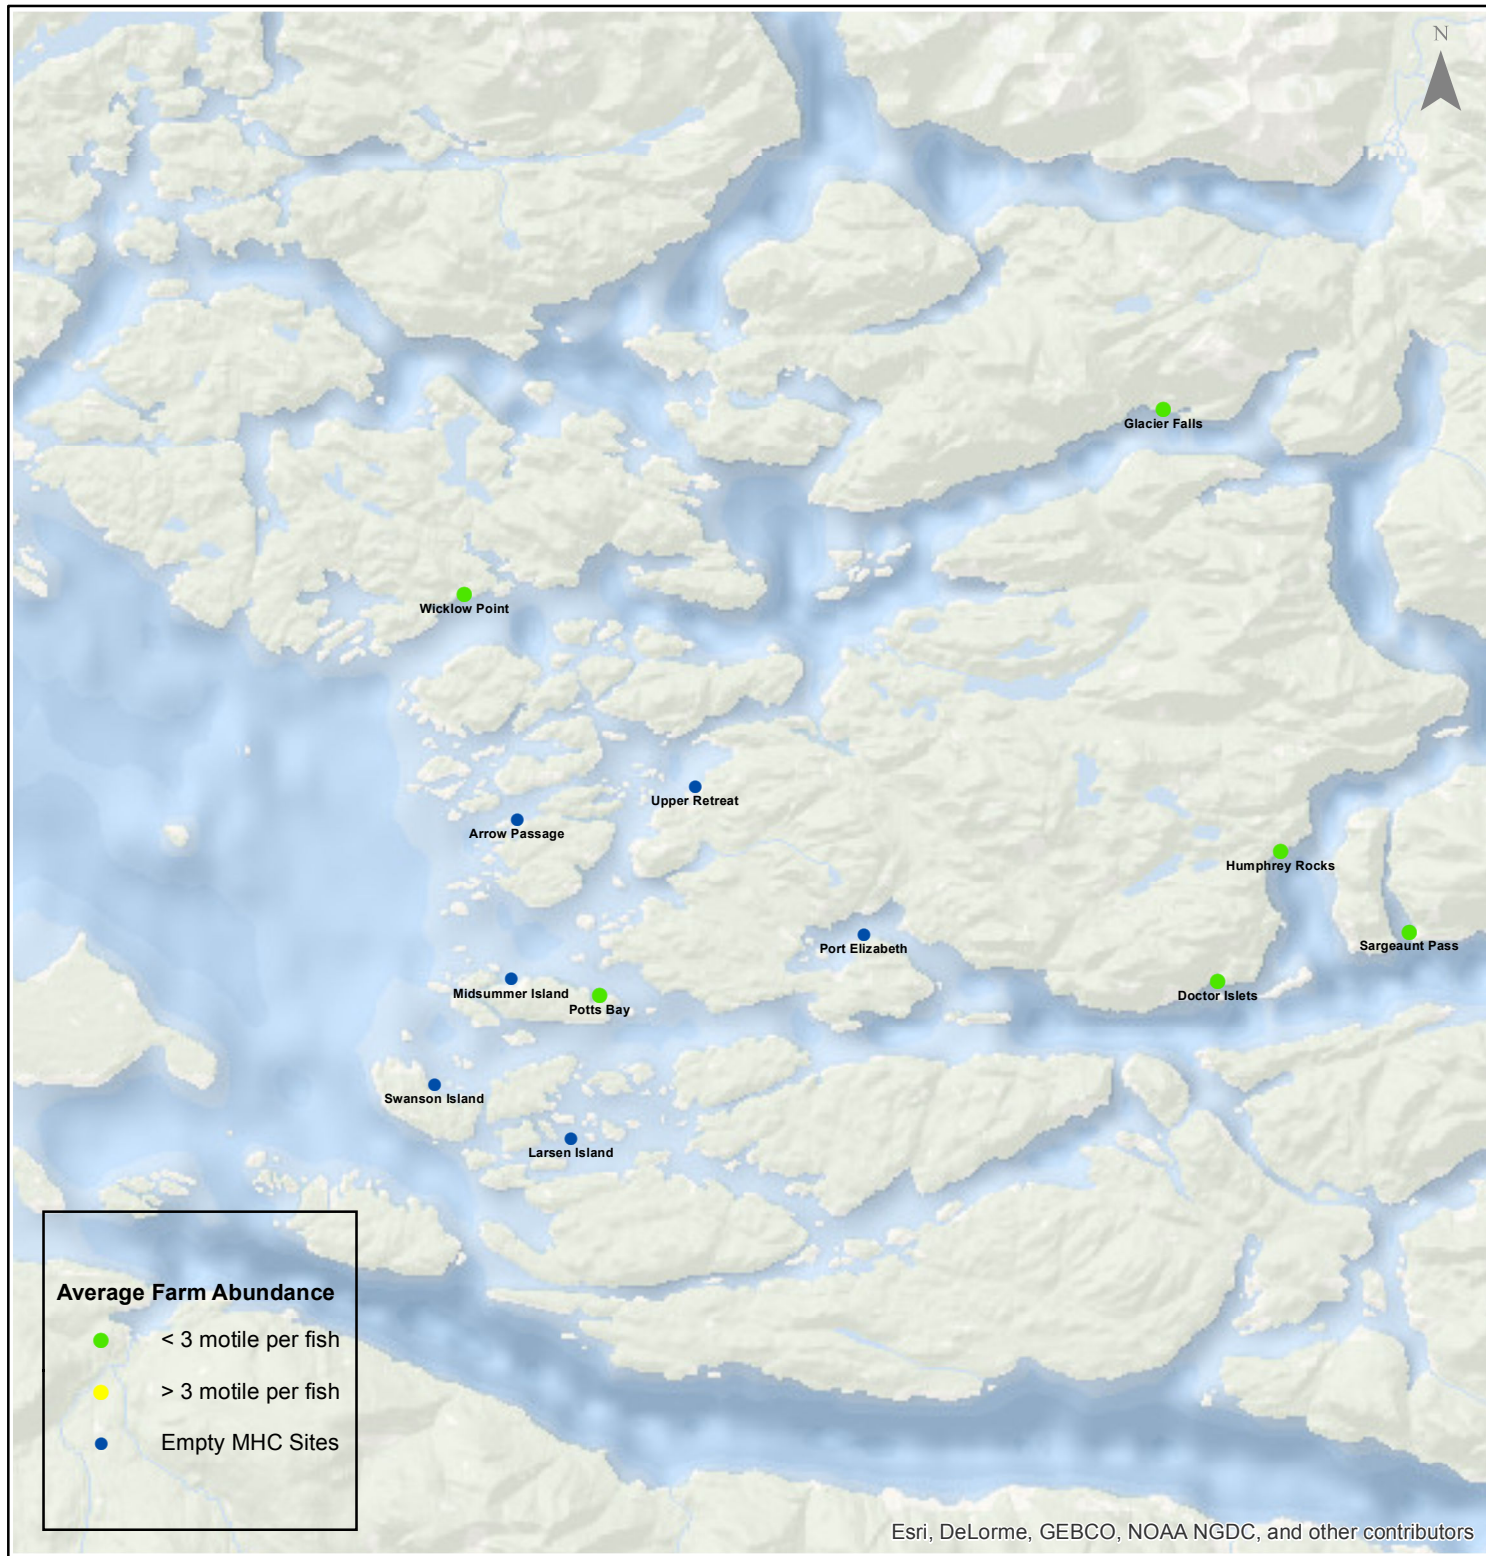 N
Glacier Falls
Wicklow Point
Upper Retreat
Arrow Passage
Humphrey Rocks
Port Elizabeth
Sargeaunt Pass
Midsummer Island
Potts Bay
Doctor Islets
Swanson Island
Larsen Island
Average Farm Abundance
< 3 motile per fish
> 3 motile per fish
Empty MHC Sites
Esri, DeLorme, GEBCO, NOAA NGDC, and other contributors